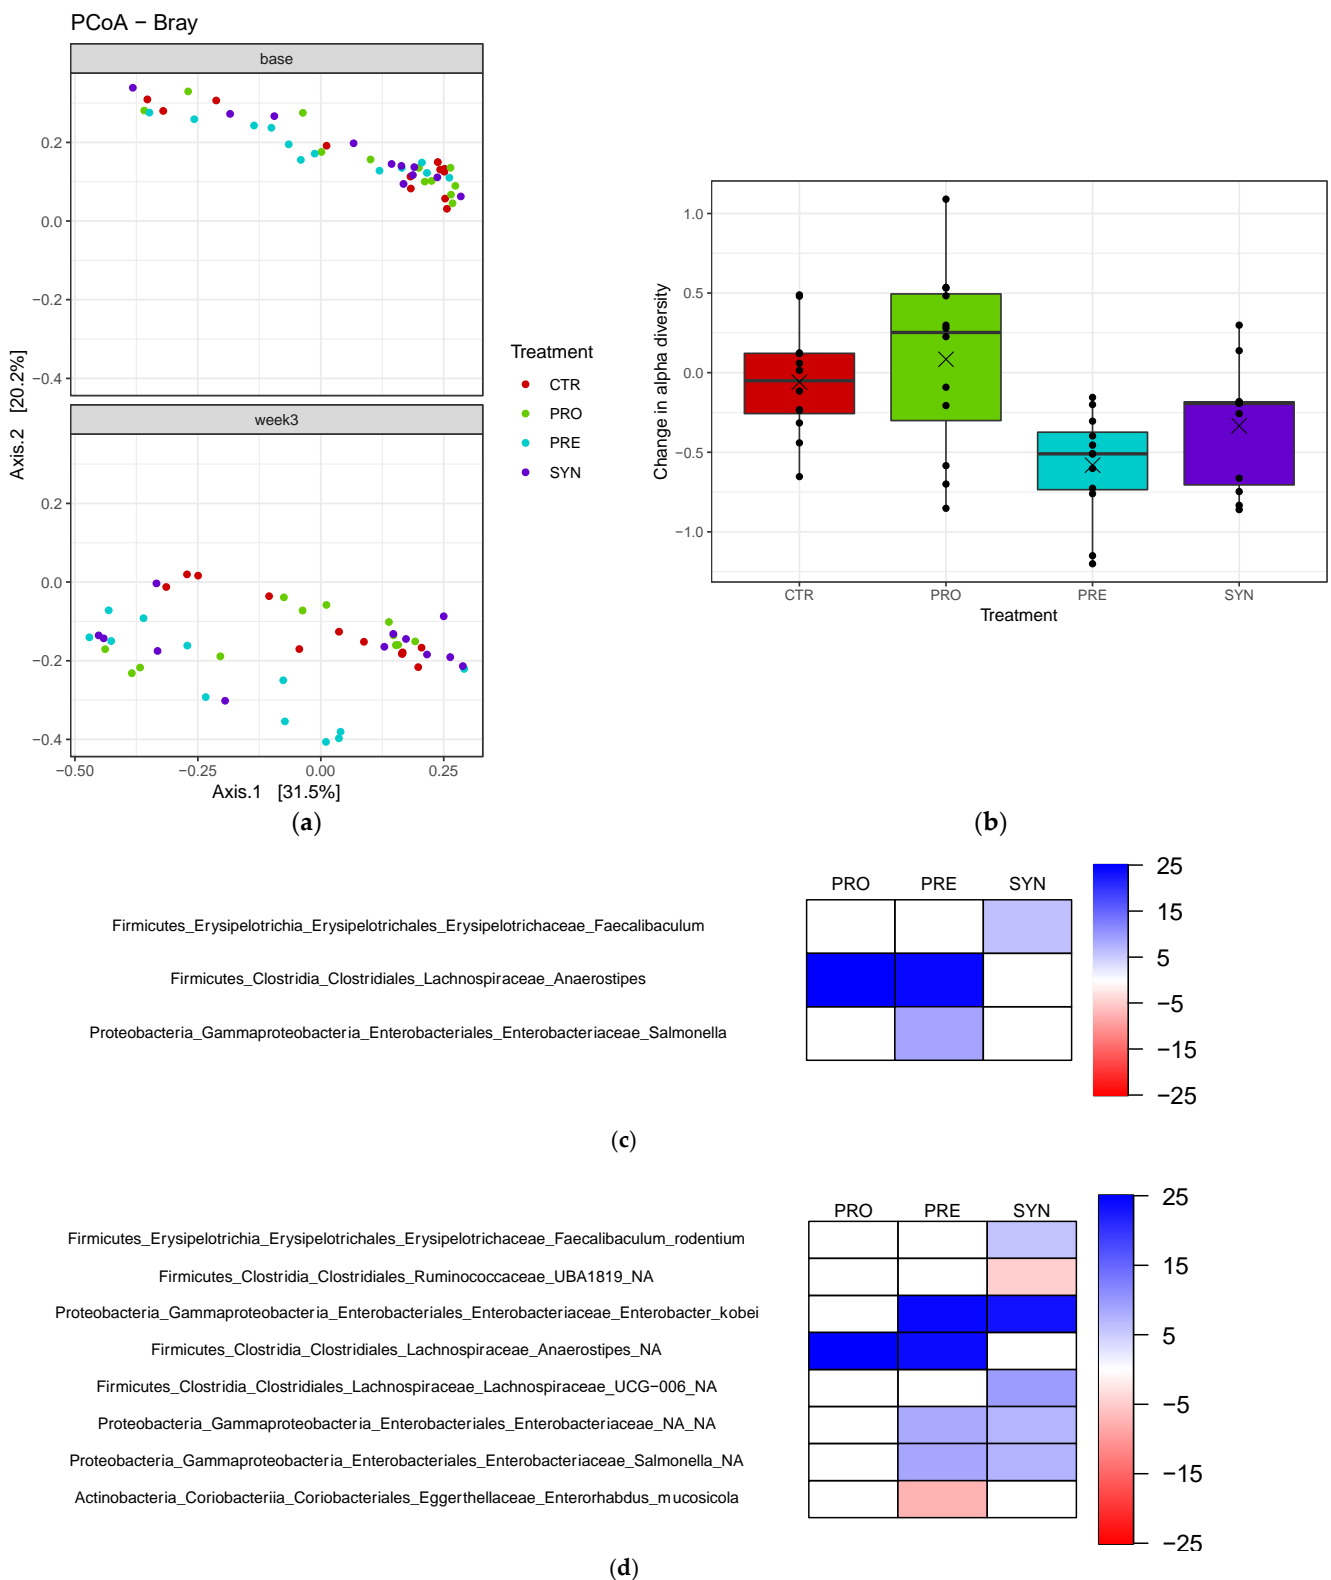 PCoA − Bray
base
0.2
0.0
−0.2
−0.4
week3
0.2
0.0
−0.2
−0.4
−0.50
−0.25
0.00
0.25
Axis.2 [20.2%]
Axis.1 [31.5%]
Treatment
CTR
PRO
PRE
SYN
(a)
1.0
0.5
0.0
−0.5
−1.0
Change in alpha diversity
CTR
PRO
PRE
SYN
Treatment
(b)
PRO
PRE
SYN
Firmicutes_Erysipelotrichia_Erysipelotrichales_Erysipelotrichaceae_Faecalibaculum
Firmicutes_Clostridia_Clostridiales_Lachnospiraceae_Anaerostipes
Proteobacteria_Gammaproteobacteria_Enterobacteriales_Enterobacteriaceae_Salmonella
25
15
5
−5
−15
−25
(c)
PRO
PRE
SYN
Firmicutes_Erysipelotrichia_Erysipelotrichales_Erysipelotrichaceae_Faecalibaculum_rodentium
Firmicutes_Clostridia_Clostridiales_Ruminococcaceae_UBA1819_NA
Proteobacteria_Gammaproteobacteria_Enterobacteriales_Enterobacteriaceae_Enterobacter_kobei
Firmicutes_Clostridia_Clostridiales_Lachnospiraceae_Anaerostipes_NA
Firmicutes_Clostridia_Clostridiales_Lachnospiraceae_Lachnospiraceae_UCG−006_NA
Proteobacteria_Gammaproteobacteria_Enterobacteriales_Enterobacteriaceae_NA_NA
Proteobacteria_Gammaproteobacteria_Enterobacteriales_Enterobacteriaceae_Salmonella_NA
Actinobacteria_Coriobacteriia_Coriobacteriales_Eggerthellaceae_Enterorhabdus_mucosicola
25
15
5
−5
−15
−25
(d)